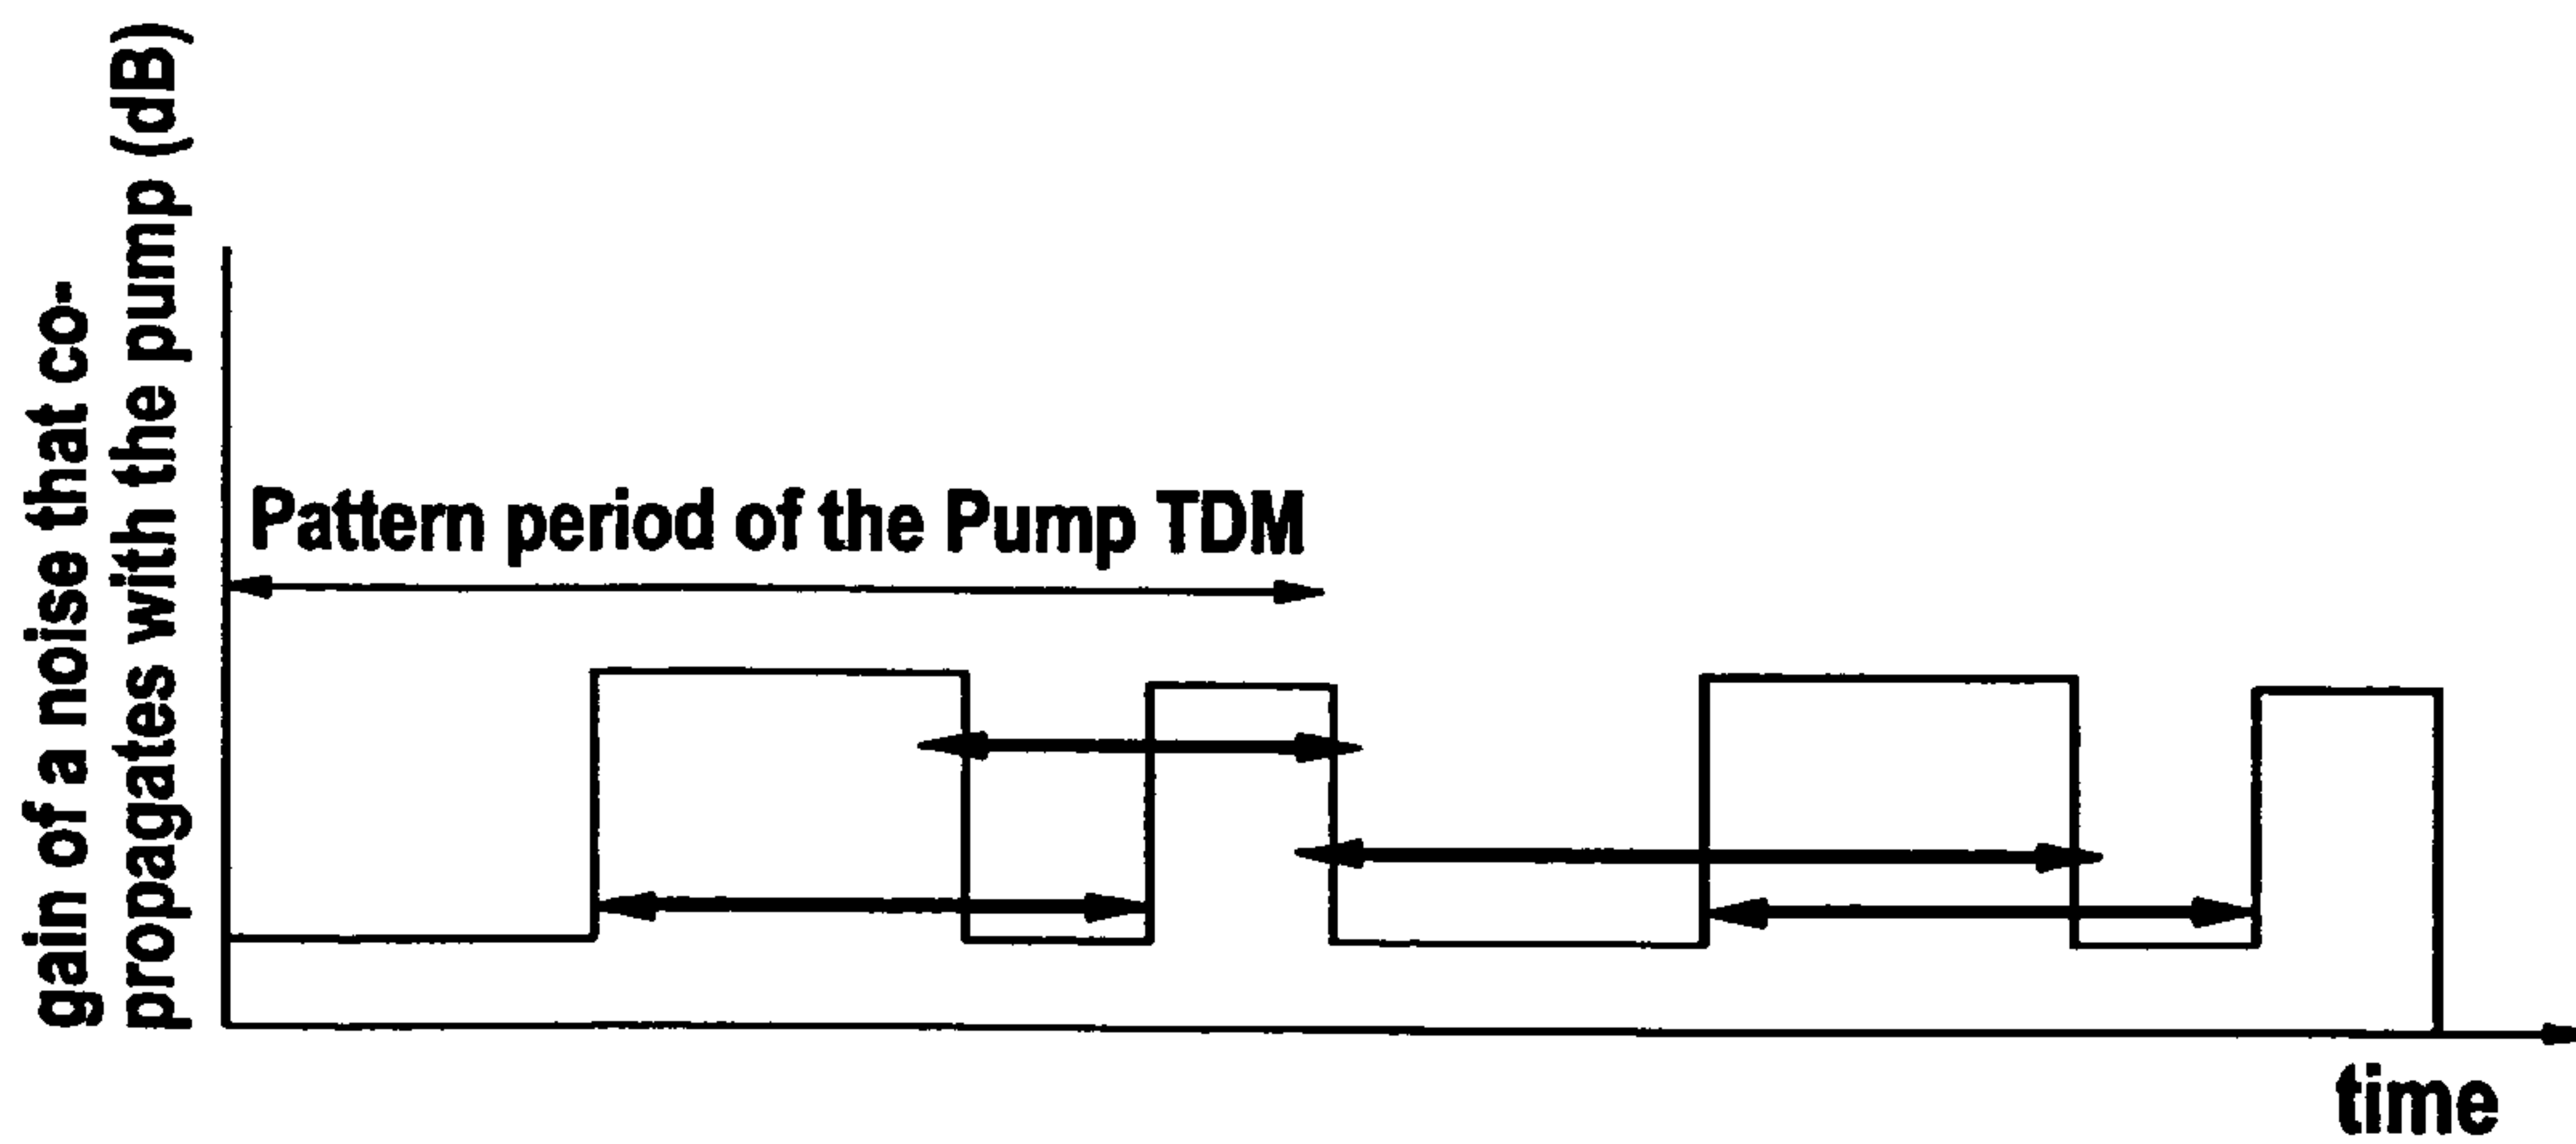 gain of a noise that co-
propagates with the pump (dB)
Pattern period of the Pump TDM
time